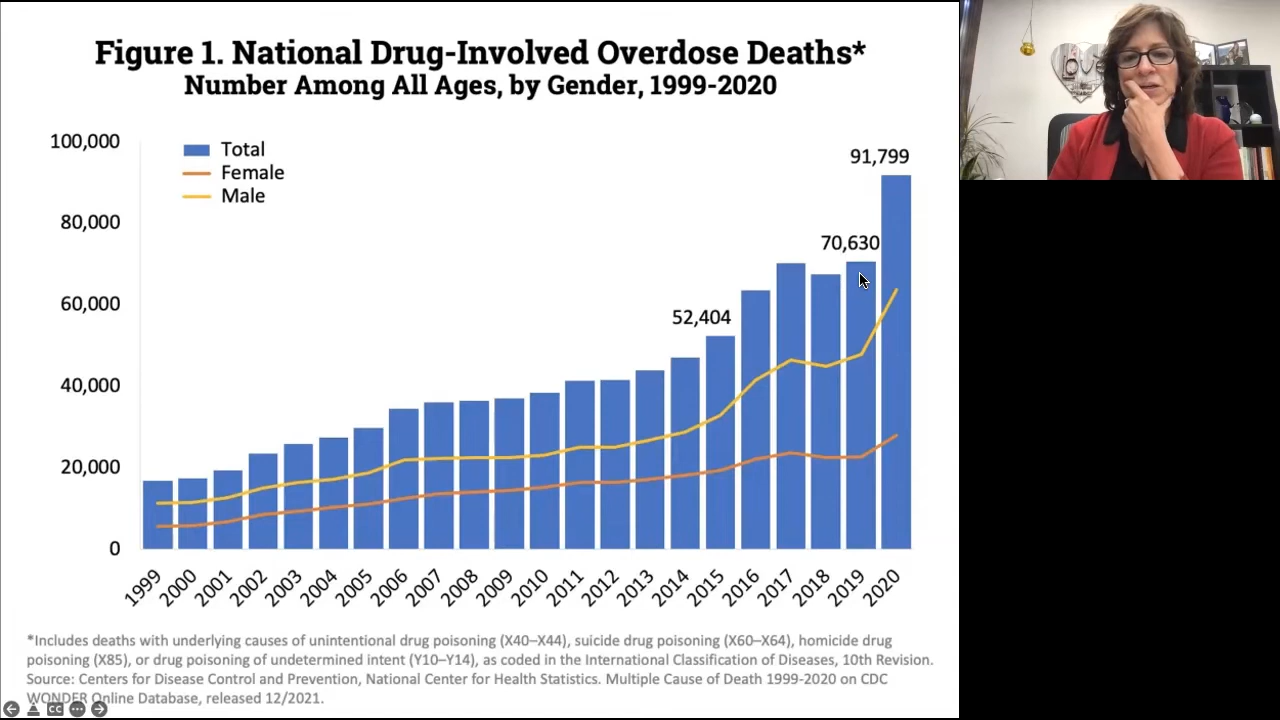 Figure 1. National Drug-Involved Overdose Deaths*
Number Among All Ages, by Gender, 1999-2020
100,000
80,000
60,000
40,000
20,000
0
Total
Female
Male
52,404
70,630
91,799
1999
2000
2001
2002
2003
2004
2005
2006
2007
2008
2009
2010
2011
2012
2013
2014
2015
2016
2017
2018
2019
2020
*Includes deaths with underlying causes of unintentional drug poisoning (X40–X44), suicide drug poisoning (X60–X64), homicide drug
poisoning (X85), or drug poisoning of undetermined intent (Y10–Y14), as coded in the International Classification of Diseases, 10th Revision.
Source: Centers for Disease Control and Prevention, National Center for Health Statistics. Multiple Cause of Death 1999-2020 on CDC
WONDER Online Database, released 12/2021.
CC
love